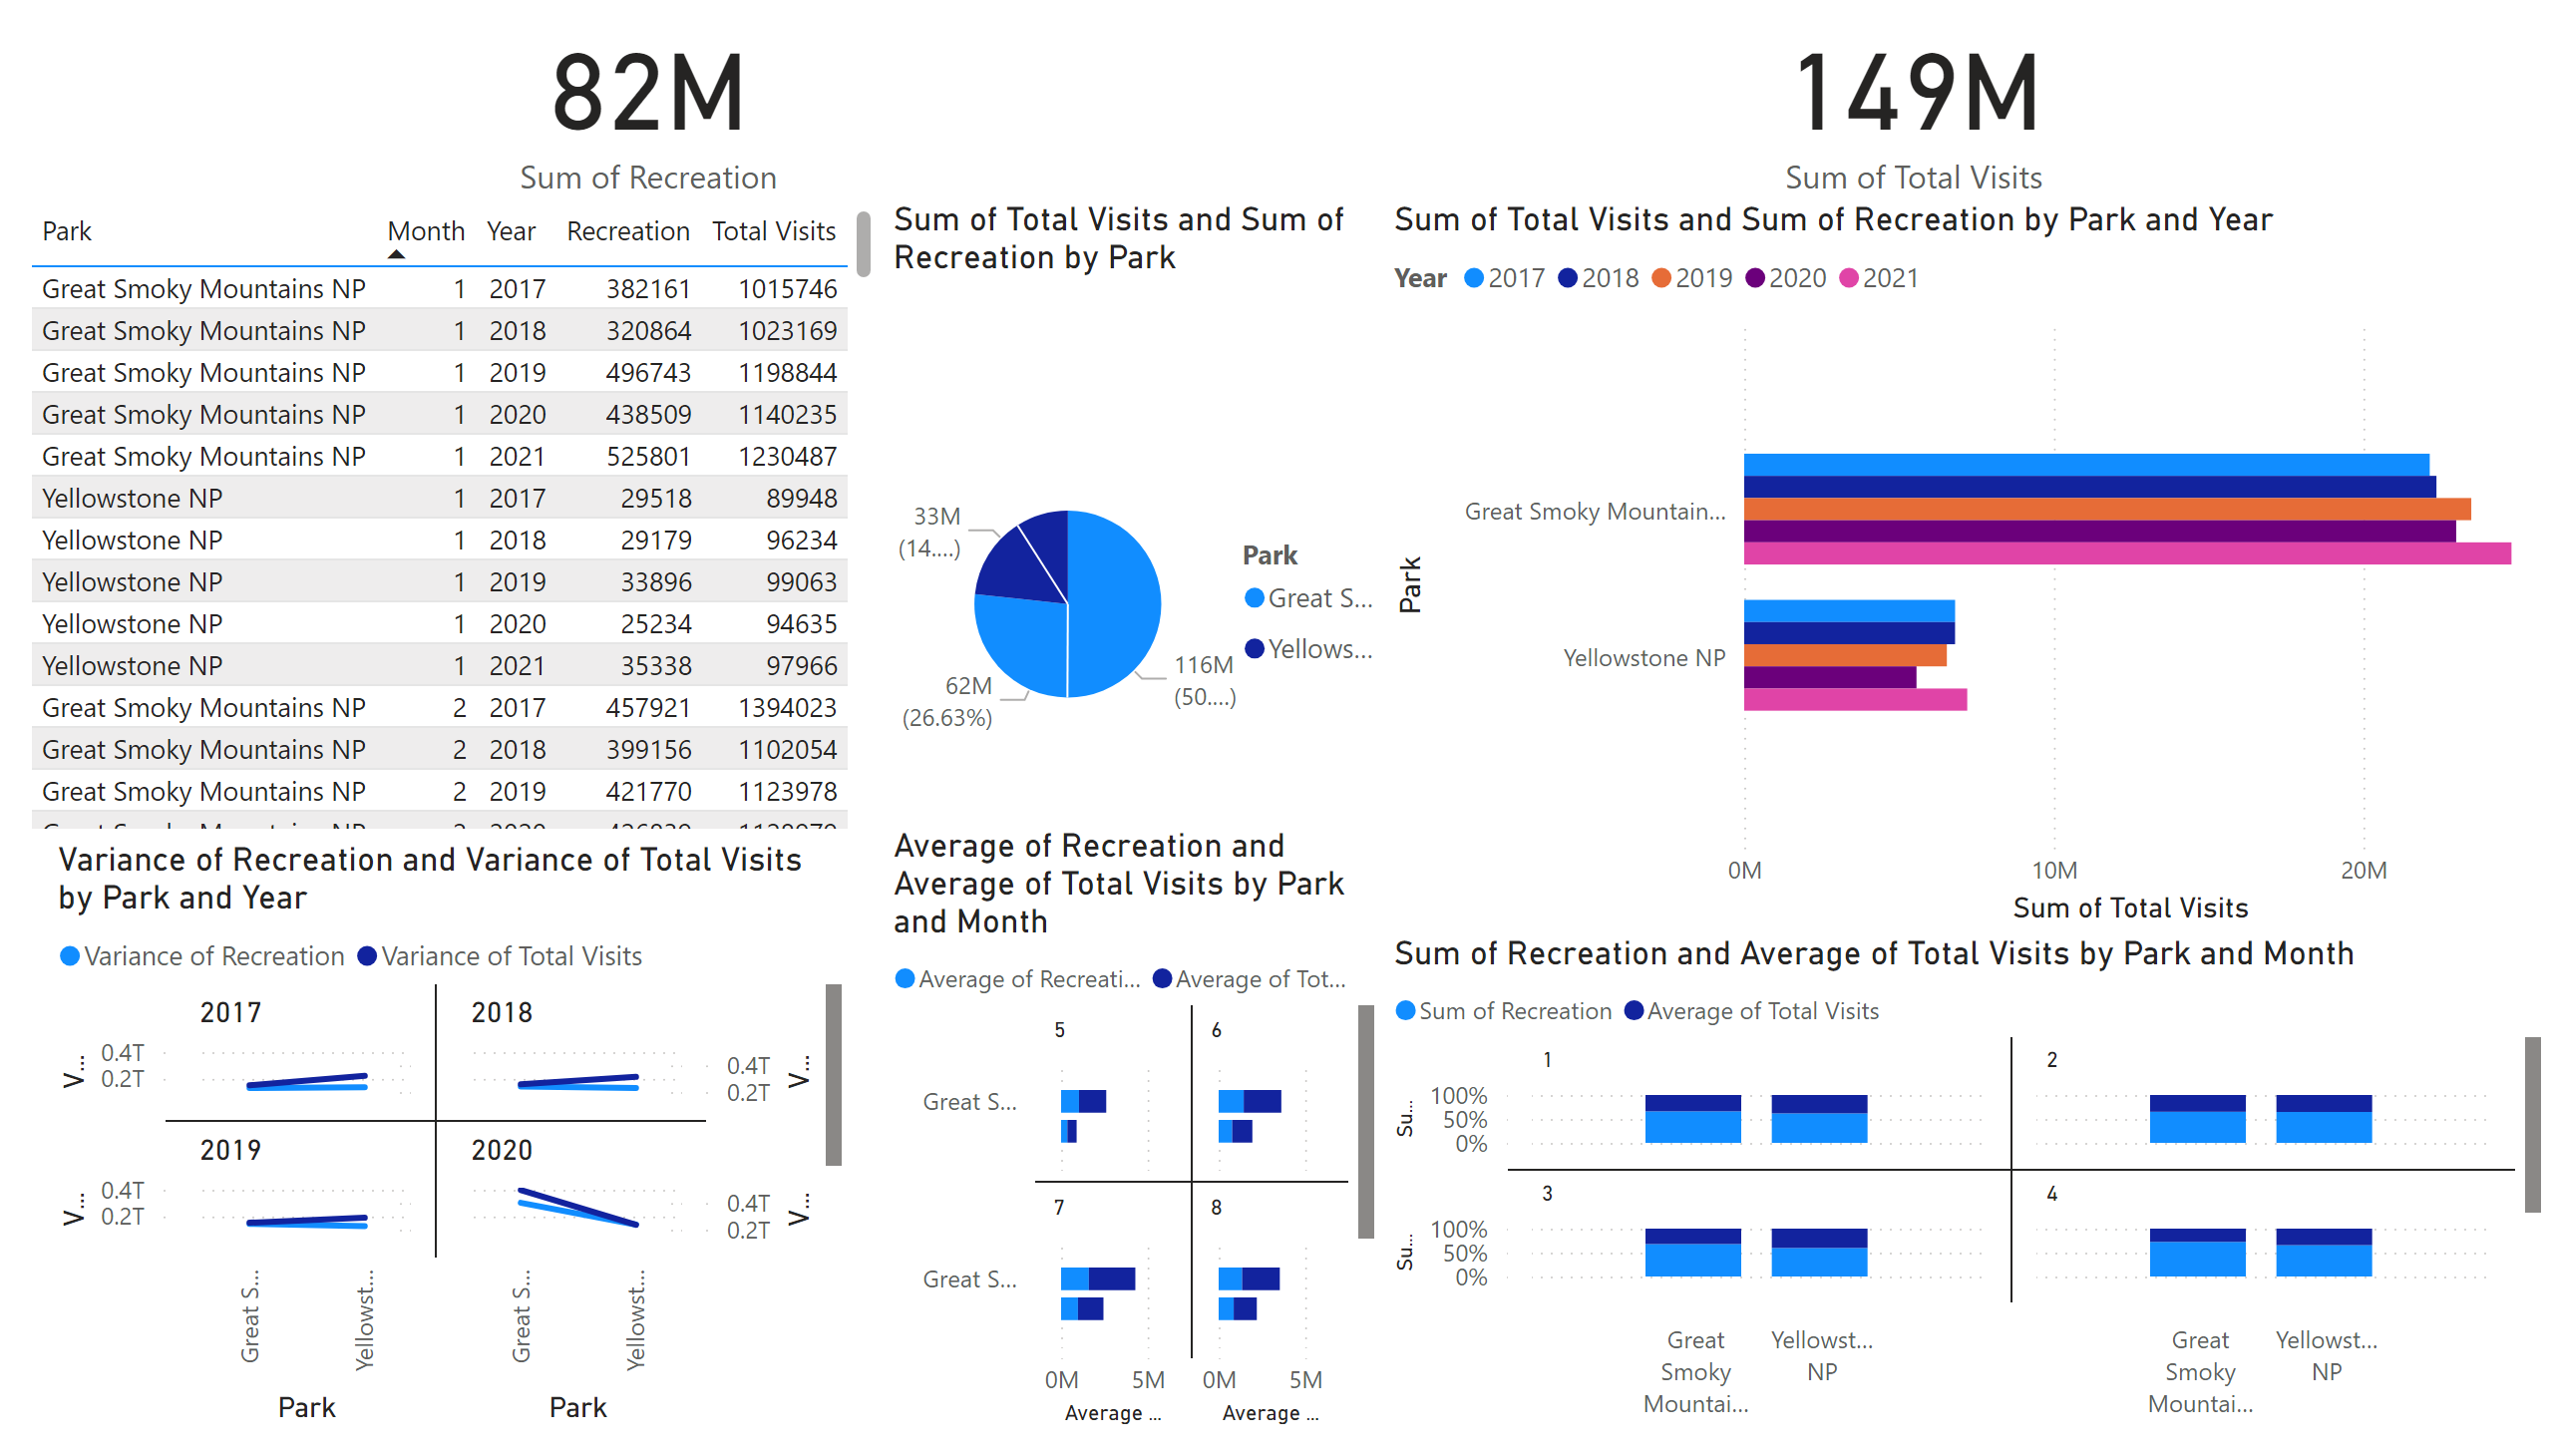 82M
Sum of Recreation
149M
Sum of Total Visits
Park Month Year Recreation Total Visits
Great Smoky Mountains NP 1 2017 382161 1015746
Great Smoky Mountains NP 1 2018 320864 1023169
Great Smoky Mountains NP 1 2019 496743 1198844
Great Smoky Mountains NP 1 2020 438509 1140235
Great Smoky Mountains NP 1 2021 525801 1230487
Yellowstone NP 1 2017 29518 89948
Yellowstone NP 1 2018 29179 96234
Yellowstone NP 1 2019 33896 99063
Yellowstone NP 1 2020 25234 94635
Yellowstone NP 1 2021 35338 97966
Great Smoky Mountains NP 2 2017 457921 1394023
Great Smoky Mountains NP 2 2018 399156 1102054
Great Smoky Mountains NP 2 2019 421770 1123978
Sum of Total Visits and Sum of
Recreation by Park
33M
(14....)
62M
(26.63%)
116M
(50....)
Park
Great S...
Yellows...
Sum of Total Visits and Sum of Recreation by Park and Year
Year 2017 2018 2019 2020 2021
Park
Great Smoky Mountain...
Yellowstone NP
0M 10M 20M
Sum of Total Visits
Variance of Recreation and Variance of Total Visits
by Park and Year
Variance of Recreation Variance of Total Visits
2017 2018
V... 0.4T
0.2T
0.4T V...
0.2T
2019 2020
V... 0.4T
0.2T
0.4T V...
0.2T
Great S... Yellowst... Great S... Yellowst...
Park Park
Average of Recreation and
Average of Total Visits by Park
and Month
Average of Recreati... Average of Tot...
5 6
Great S...
7 8
Great S...
0M 5M 0M 5M
Average ... Average ...
Sum of Recreation and Average of Total Visits by Park and Month
Sum of Recreation Average of Total Visits
1 2
Su... 100%
50%
0%
3 4
Su... 100%
50%
0%
Great
Smoky
Mountai...
Yellowst...
NP
Great
Smoky
Mountai...
Yellowst...
NP